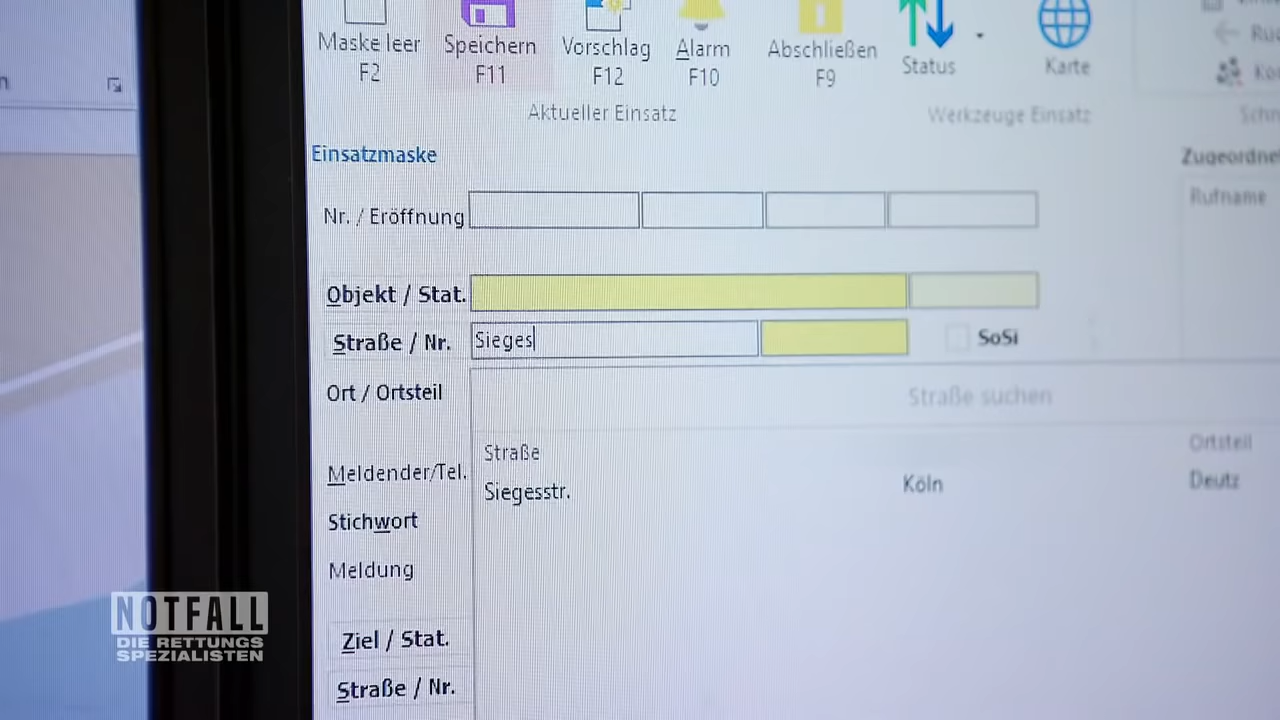 Maske leer Speichern Vorschlag Alarm Abschließen Status Karte
F2 F11 F12 F10 F9
Aktueller Einsatz Werkzeuge Einsatz
Einsatzmaske Zugeordne
Nr. / Eröffnung Rufname
Objekt / Stat.
Straße / Nr. Sieges SoSi
Ort / Ortsteil Straße suchen
Straße Ortsteil
Meldender/Tel. Siegesstr. Köln Deutz
Stichwort
Meldung
Ziel / Stat.
Straße / Nr.
NOTFALL
DIE RETTUNGS
SPEZIALISTEN